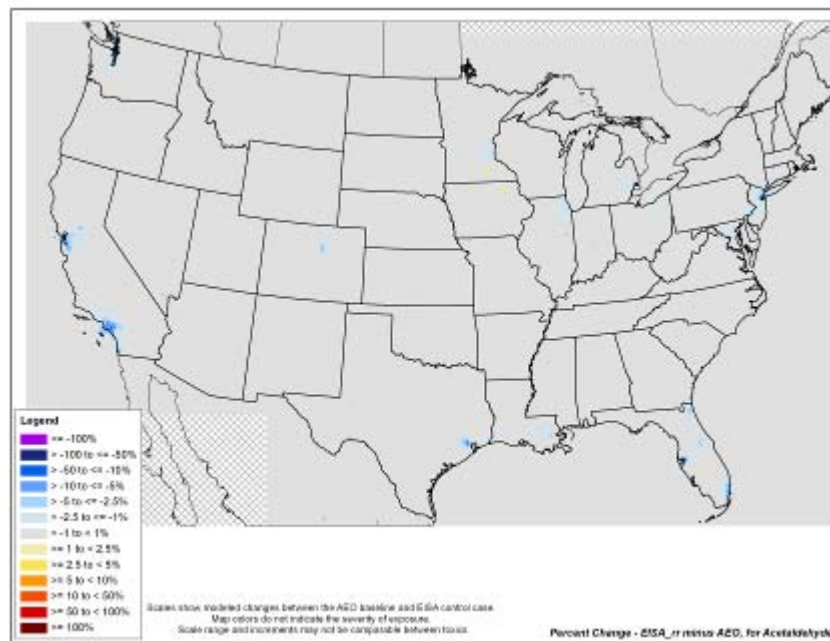 Legend
<= -100%
> -100 to <= -50%
> -50 to <= -10%
> -10 to <= -5%
> -5 to <= -2.5%
> -2.5 to <= -1%
> -1 to < 1%
>= 1 to < 2.5%
>= 2.5 to < 5%
>= 5 to < 10%
>= 10 to < 50%
>= 50 to < 100%
>= 100%
Scales show modeled changes between the AEO baseline and EISA control case.
Map colors do not indicate the severity of exposure.
Scale range and increments may not be comparable between toxics.
Percent Change - EISA_rr minus AEO, for Acetaldehyde